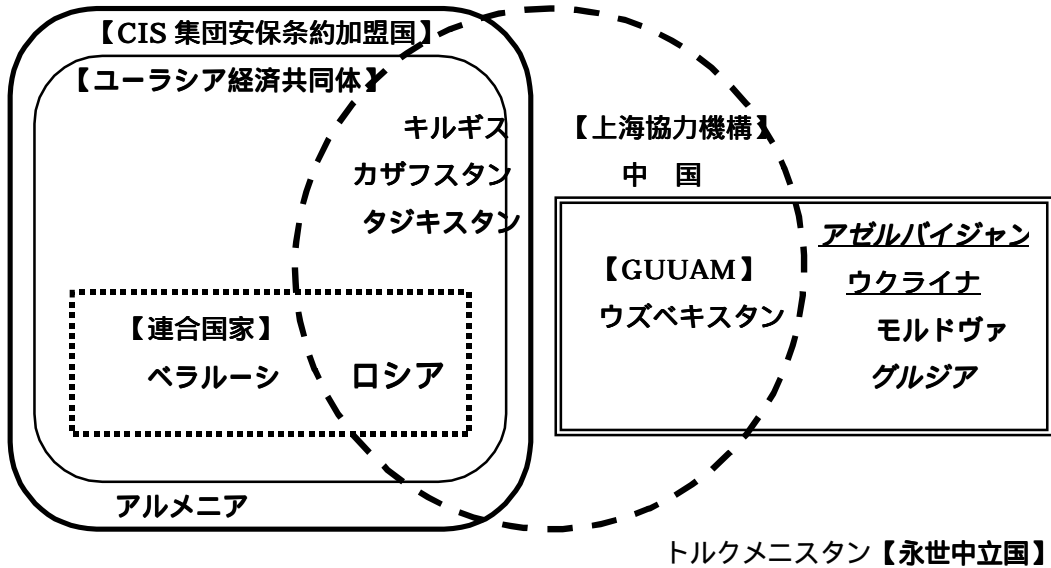 【CIS 集団安保条約加盟国】
【ユーラシア経済共同体】
キルギス
【上海協力機構】
カザフスタン
中　国
タジキスタン
アゼルバイジャン
【GUUAM】
ウクライナ
ウズベキスタン
【連合国家】
モルドヴァ
ベラルーシ
ロシア
グルジア
アルメニア
トルクメニスタン【永世中立国】